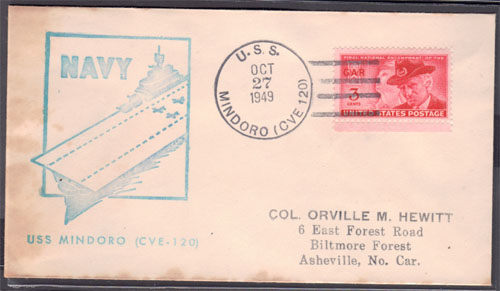 NAVY
USS MINDORO (CVE-120)
U.S.S.
OCT
27
1949
MINDORO (CVE 120)
FINAL NATIONAL ENCAMPMENT OF THE
GAR
3
CENTS
UNITED STATES POSTAGE
COL. ORVILLE M. HEWITT
6 East Forest Road
Biltmore Forest
Asheville, No. Car.